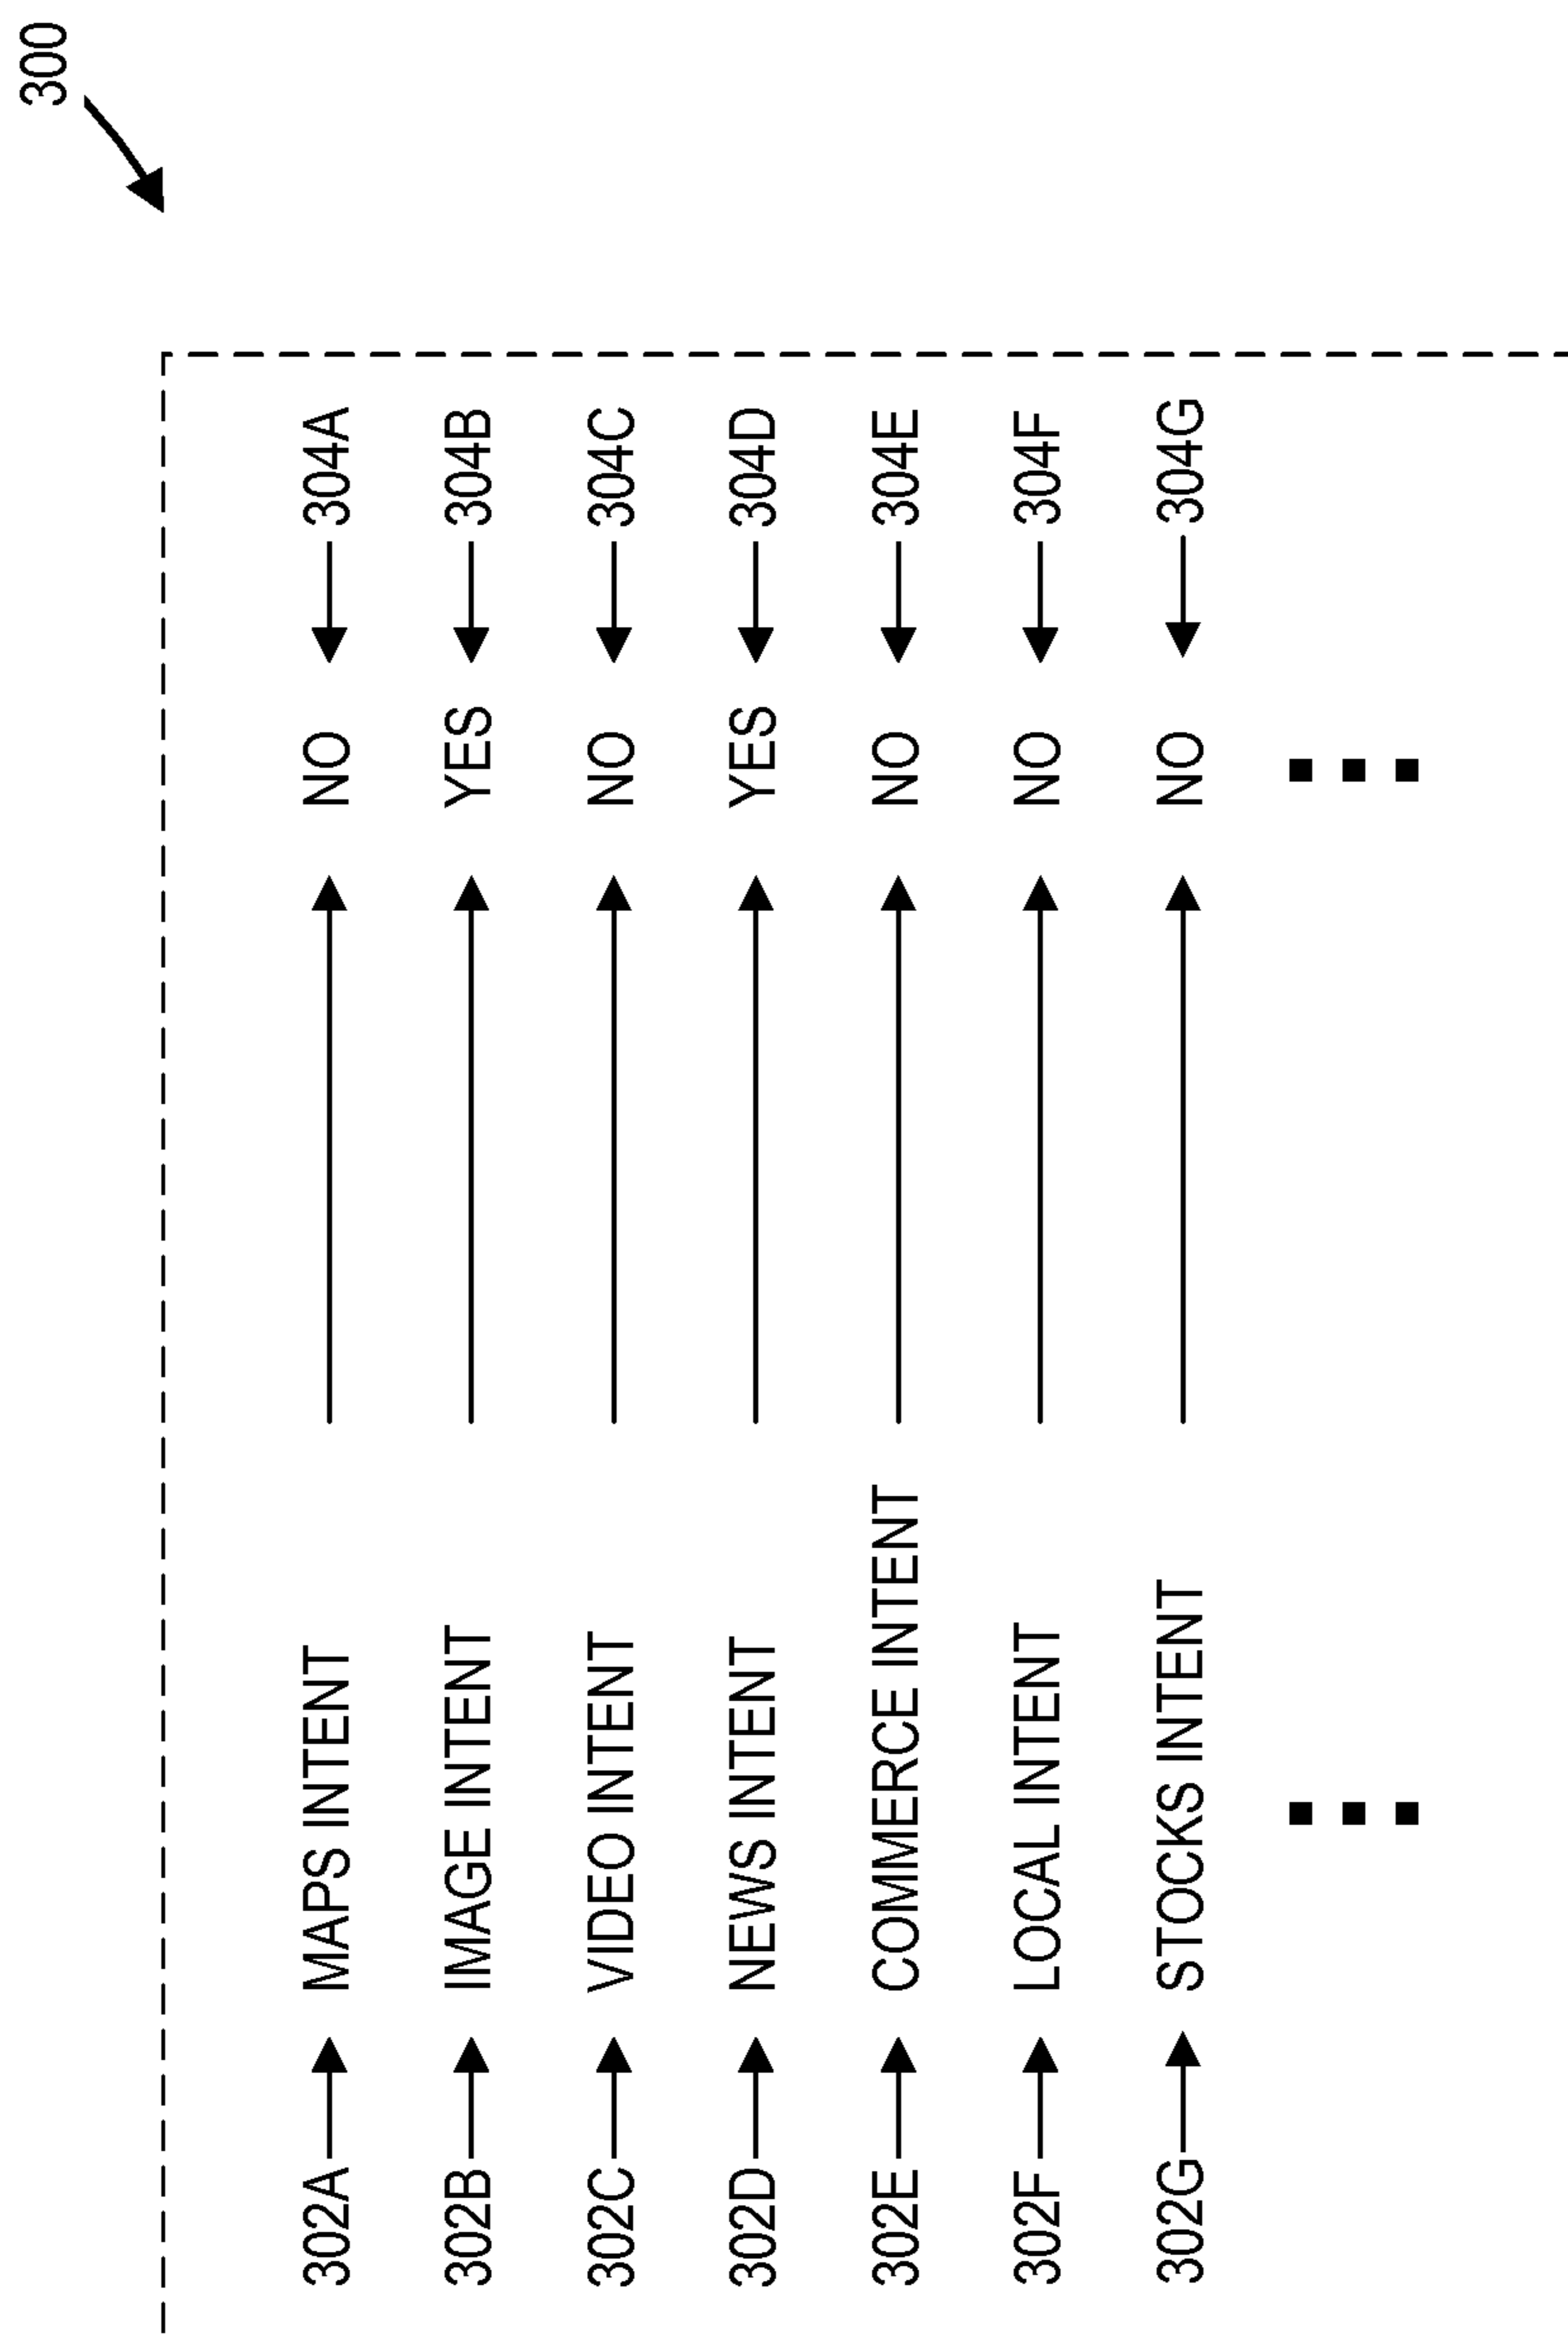 300
302A MAPS INTENT NO 304A
302B IMAGE INTENT YES 304B
302C VIDEO INTENT NO 304C
302D NEWS INTENT YES 304D
302E COMMERCE INTENT NO 304E
302F LOCAL INTENT NO 304F
302G STOCKS INTENT NO 304G